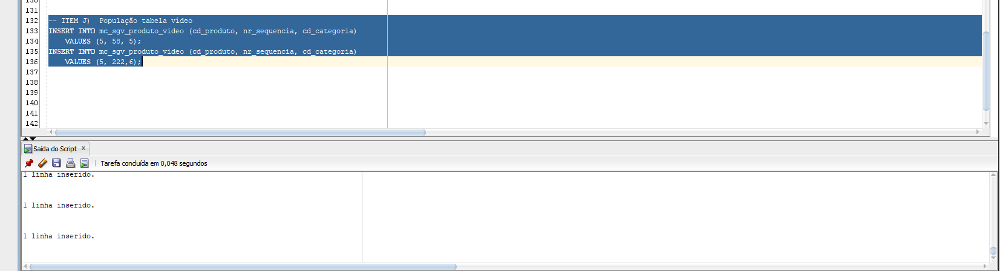 130
131
132 -- ITEM J)  População tabela vídeo
133 INSERT INTO mc_sgv_produto_video (cd_produto, nr_sequencia, cd_categoria)
134     VALUES (5, 58, 5);
135 INSERT INTO mc_sgv_produto_video (cd_produto, nr_sequencia, cd_categoria)
136     VALUES (5, 222,6);
137
138
139
140
141
142
Saída do Script x
Tarefa concluída em 0,048 segundos
1 linha inserido.
1 linha inserido.
1 linha inserido.